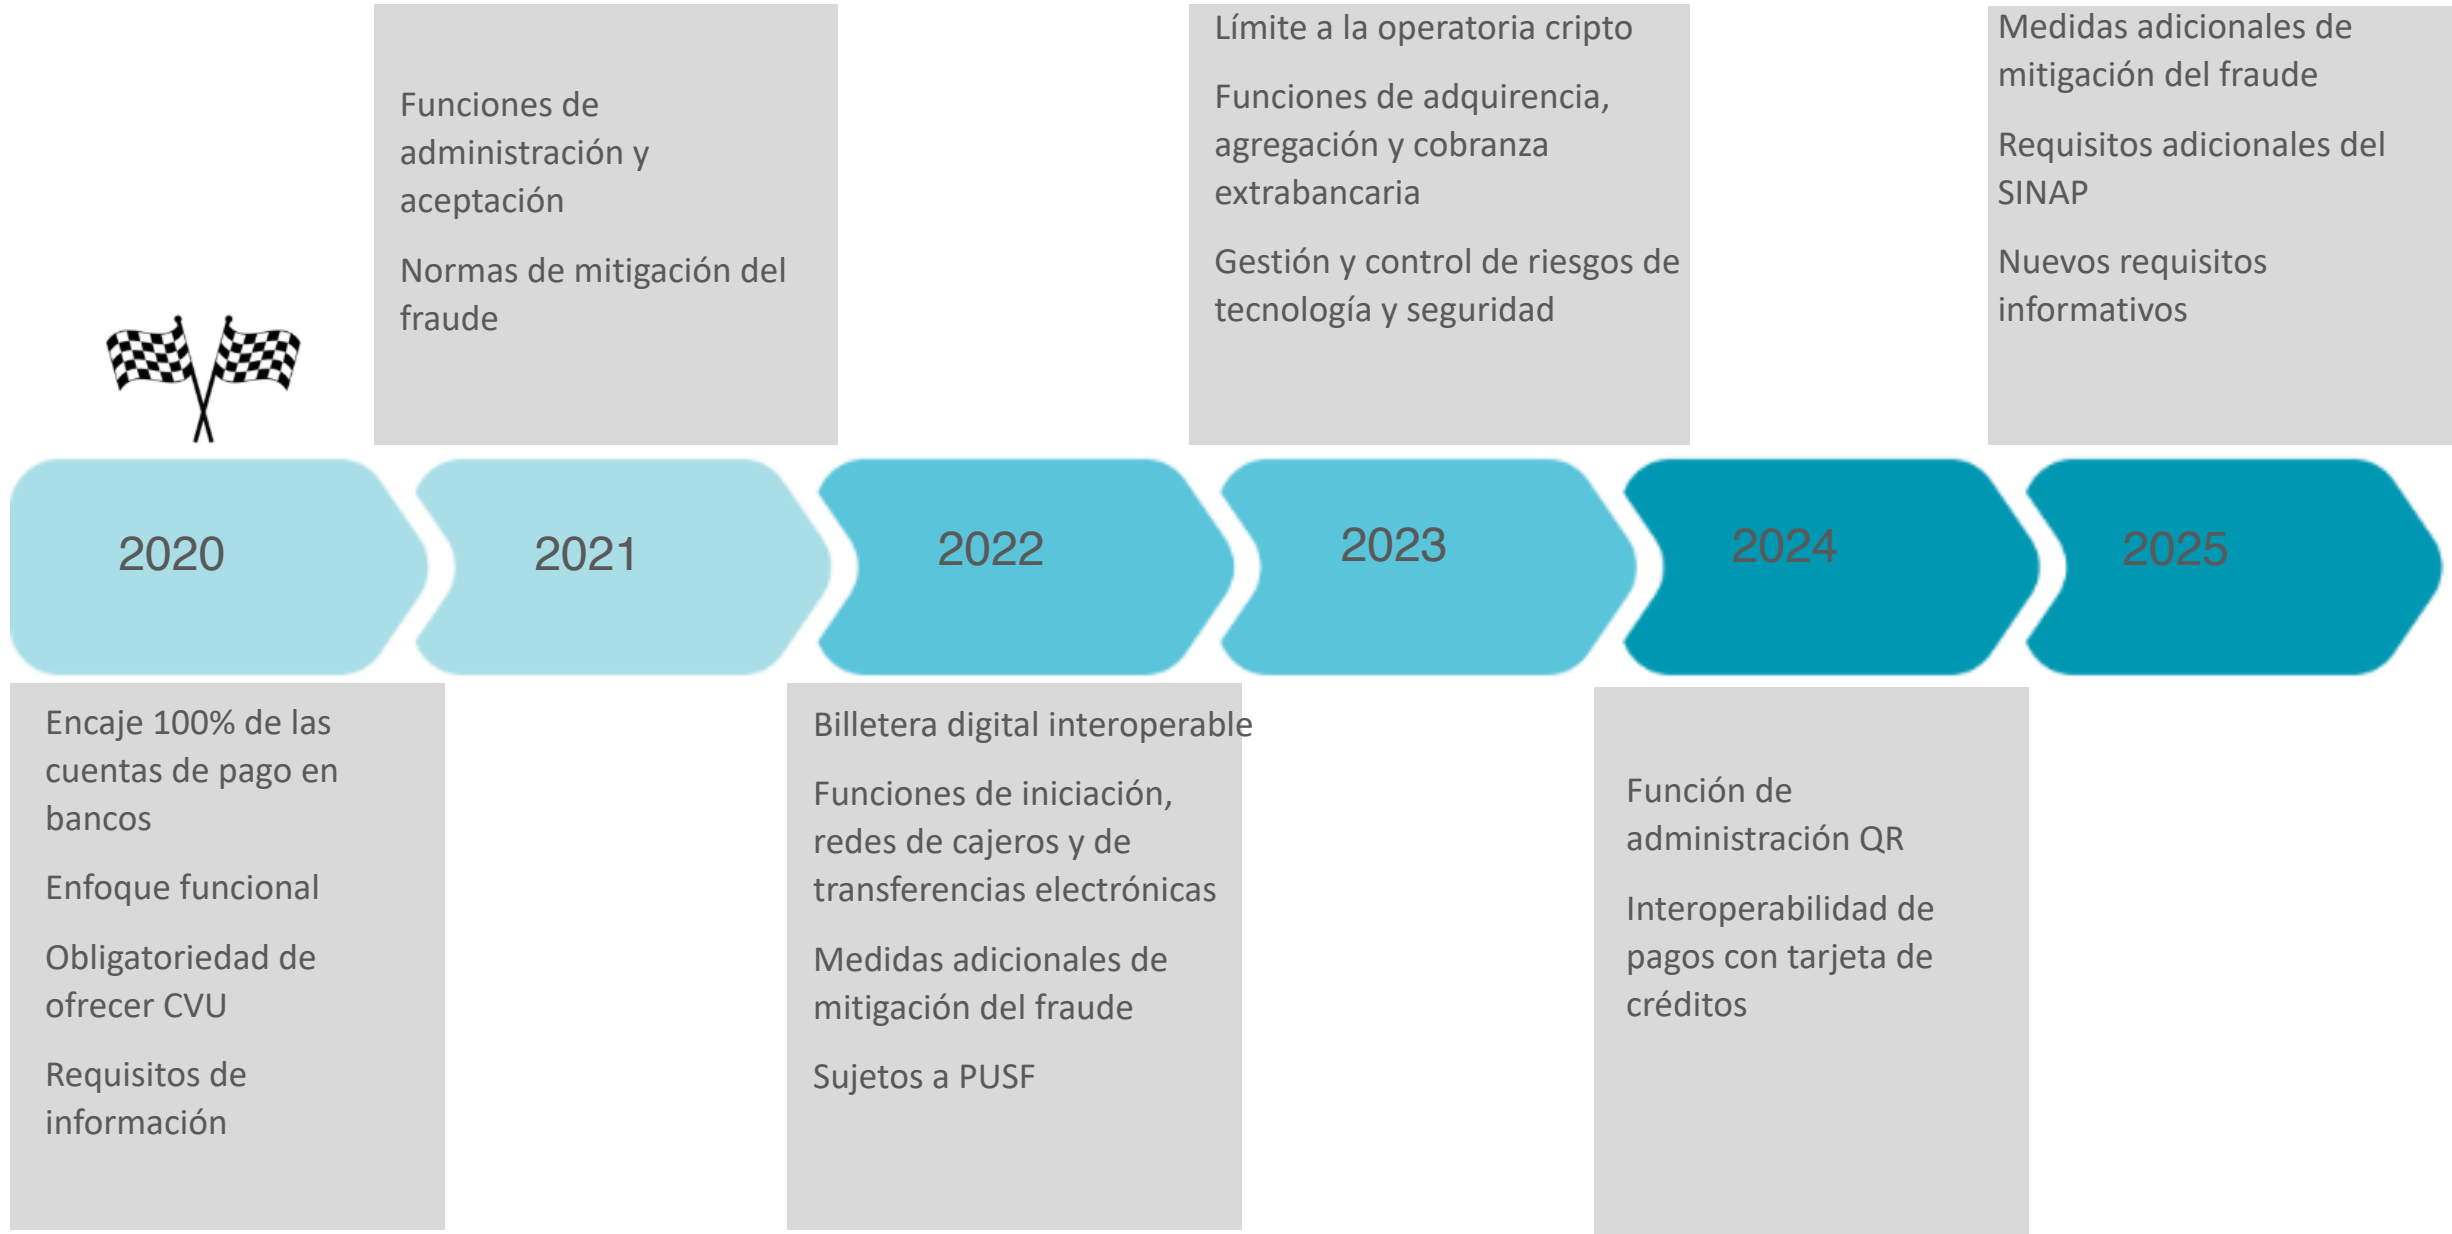 Funciones de
administración y
aceptación
Normas de mitigación del
fraude
Límite a la operatoria cripto
Funciones de adquirencia,
agregación y cobranza
extrabancaria
Gestión y control de riesgos de
tecnología y seguridad
Medidas adicionales de
mitigación del fraude
Requisitos adicionales del
SINAP
Nuevos requisitos
informativos
2020
2021
2022
2023
2024
2025
Encaje 100% de las
cuentas de pago en
bancos
Enfoque funcional
Obligatoriedad de
ofrecer CVU
Requisitos de
información
Billetera digital interoperable
Funciones de iniciación,
redes de cajeros y de
transferencias electrónicas
Medidas adicionales de
mitigación del fraude
Sujetos a PUSF
Función de
administración QR
Interoperabilidad de
pagos con tarjeta de
créditos